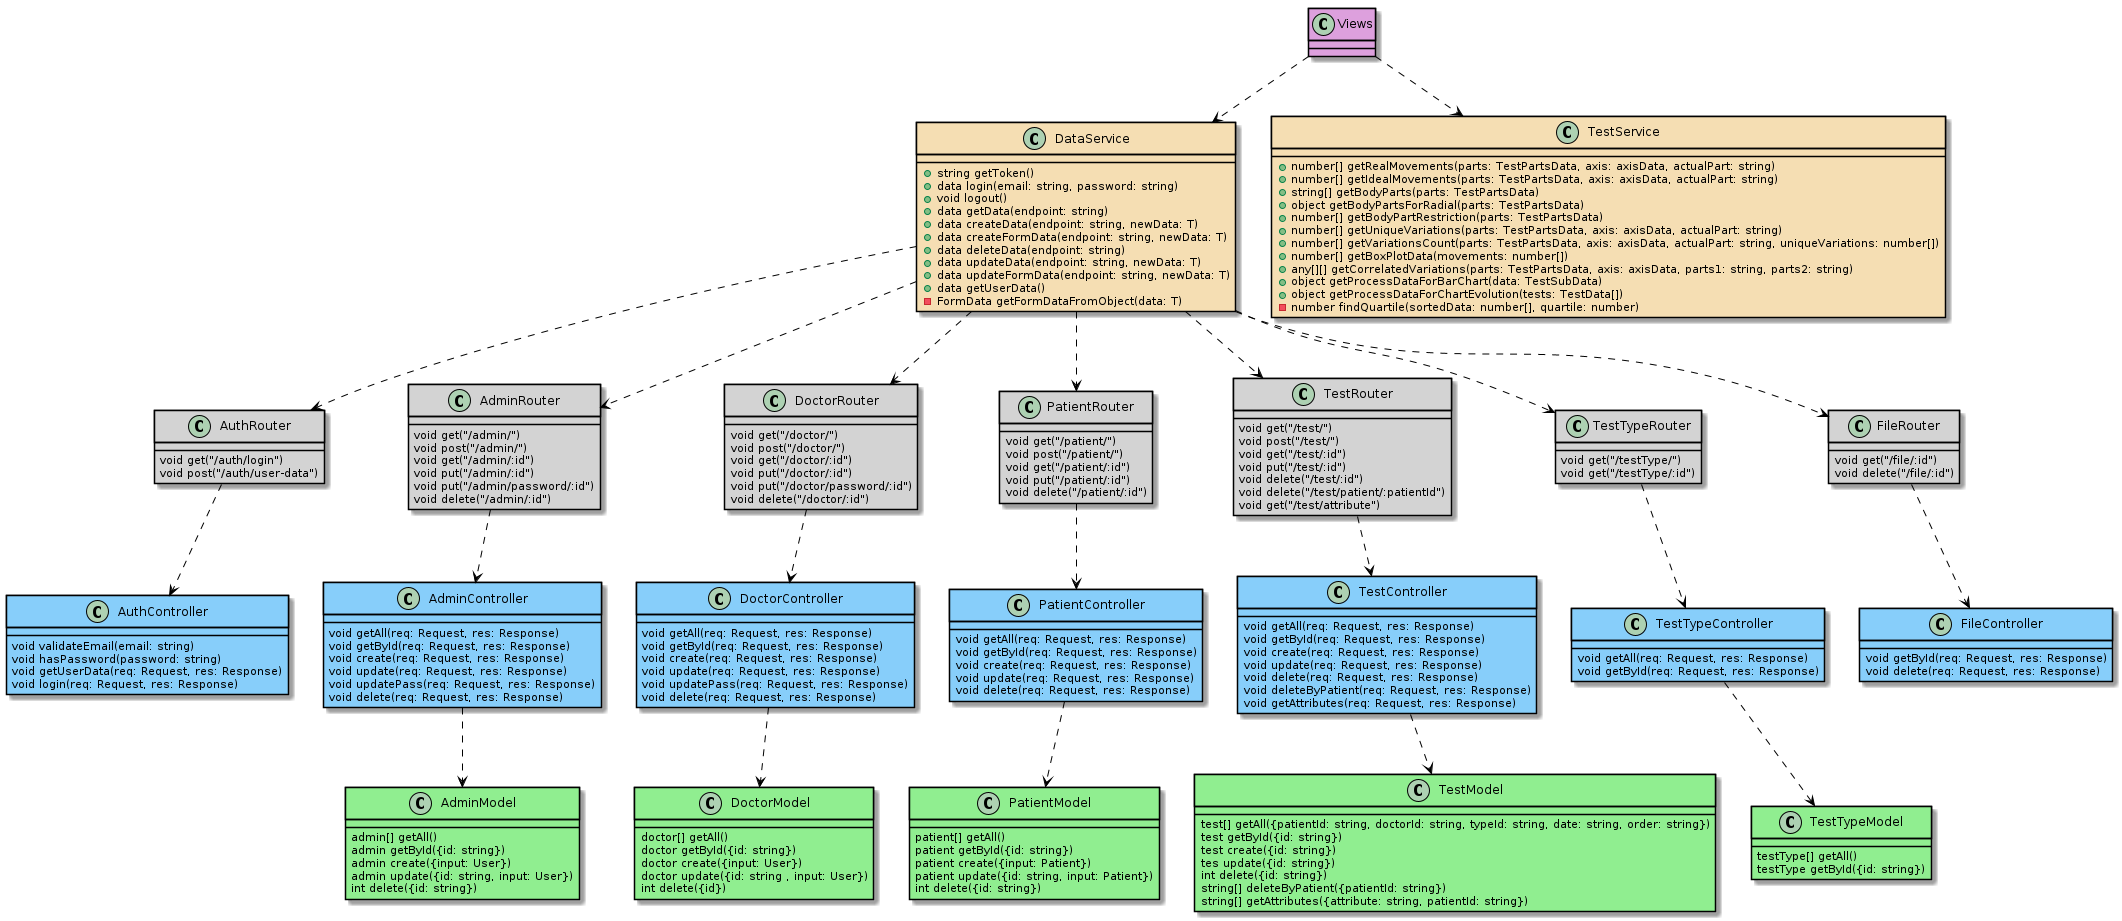 C Views
C DataService
string getToken()
data login(email: string, password: string)
void logout()
data getData(endpoint: string)
data createData(endpoint: string, newData: T)
data createFormData(endpoint: string, newData: T)
data deleteData(endpoint: string)
data updateData(endpoint: string, newData: T)
data updateFormData(endpoint: string, newData: T)
data getUserData()
FormData getFormDataFromObject(data: T)
C TestService
number[] getRealMovements(parts: TestPartsData, axis: axisData, actualPart: string)
number[] getIdealMovements(parts: TestPartsData, axis: axisData, actualPart: string)
string[] getBodyParts(parts: TestPartsData)
object getBodyPartsForRadial(parts: TestPartsData)
number[] getBodyPartRestriction(parts: TestPartsData)
number[] getUniqueVariations(parts: TestPartsData, axis: axisData, actualPart: string)
number[] getVariationsCount(parts: TestPartsData, axis: axisData, actualPart: string, uniqueVariations: number[])
number[] getBoxPlotData(movements: number[])
any[][] getCorrelatedVariations(parts: TestPartsData, axis: axisData, parts1: string, parts2: string)
object getProcessDataForBarChart(data: TestSubData)
object getProcessDataForChartEvolution(tests: TestData[])
number findQuartile(sortedData: number[], quartile: number)
C AuthRouter
void get("/auth/login")
void post("/auth/user-data")
C AdminRouter
void get("/admin/")
void post("/admin/")
void get("/admin/:id")
void put("/admin/:id")
void put("/admin/password/:id")
void delete("/admin/:id")
C DoctorRouter
void get("/doctor/")
void post("/doctor/")
void get("/doctor/:id")
void put("/doctor/:id")
void put("/doctor/password/:id")
void delete("/doctor/:id")
C PatientRouter
void get("/patient/")
void post("/patient/")
void get("/patient/:id")
void put("/patient/:id")
void delete("/patient/:id")
C TestRouter
void get("/test/")
void post("/test/")
void get("/test/:id")
void put("/test/:id")
void delete("/test/:id")
void delete("/test/patient/:patientId")
void get("/test/attribute")
C TestTypeRouter
void get("/testType/")
void get("/testType/:id")
C FileRouter
void get("/file/:id")
void delete("/file/:id")
C AuthController
void validateEmail(email: string)
void hasPassword(password: string)
void getUserData(req: Request, res: Response)
void login(req: Request, res: Response)
C AdminController
void getAll(req: Request, res: Response)
void getById(req: Request, res: Response)
void create(req: Request, res: Response)
void update(req: Request, res: Response)
void updatePass(req: Request, res: Response)
void delete(req: Request, res: Response)
C DoctorController
void getAll(req: Request, res: Response)
void getById(req: Request, res: Response)
void create(req: Request, res: Response)
void update(req: Request, res: Response)
void updatePass(req: Request, res: Response)
void delete(req: Request, res: Response)
C PatientController
void getAll(req: Request, res: Response)
void getById(req: Request, res: Response)
void create(req: Request, res: Response)
void update(req: Request, res: Response)
void delete(req: Request, res: Response)
C TestController
void getAll(req: Request, res: Response)
void getById(req: Request, res: Response)
void create(req: Request, res: Response)
void update(req: Request, res: Response)
void delete(req: Request, res: Response)
void deleteByPatient(req: Request, res: Response)
void getAttributes(req: Request, res: Response)
C TestTypeController
void getAll(req: Request, res: Response)
void getById(req: Request, res: Response)
C FileController
void getById(req: Request, res: Response)
void delete(req: Request, res: Response)
C AdminModel
admin[] getAll()
admin getById({id: string})
admin create({input: User})
admin update({id: string, input: User})
int delete({id: string})
C DoctorModel
doctor[] getAll()
doctor getById({id: string})
doctor create({input: User})
doctor update({id: string , input: User})
int delete({id})
C PatientModel
patient[] getAll()
patient getById({id: string})
patient create({input: Patient})
patient update({id: string, input: Patient})
int delete({id: string})
C TestModel
test[] getAll({patientId: string, doctorId: string, typeId: string, date: string, order: string})
test getById({id: string})
test create({id: string})
tes update({id: string})
int delete({id: string})
string[] deleteByPatient({patientId: string})
string[] getAttributes({attribute: string, patientId: string})
C TestTypeModel
testType[] getAll()
testType getById({id: string})